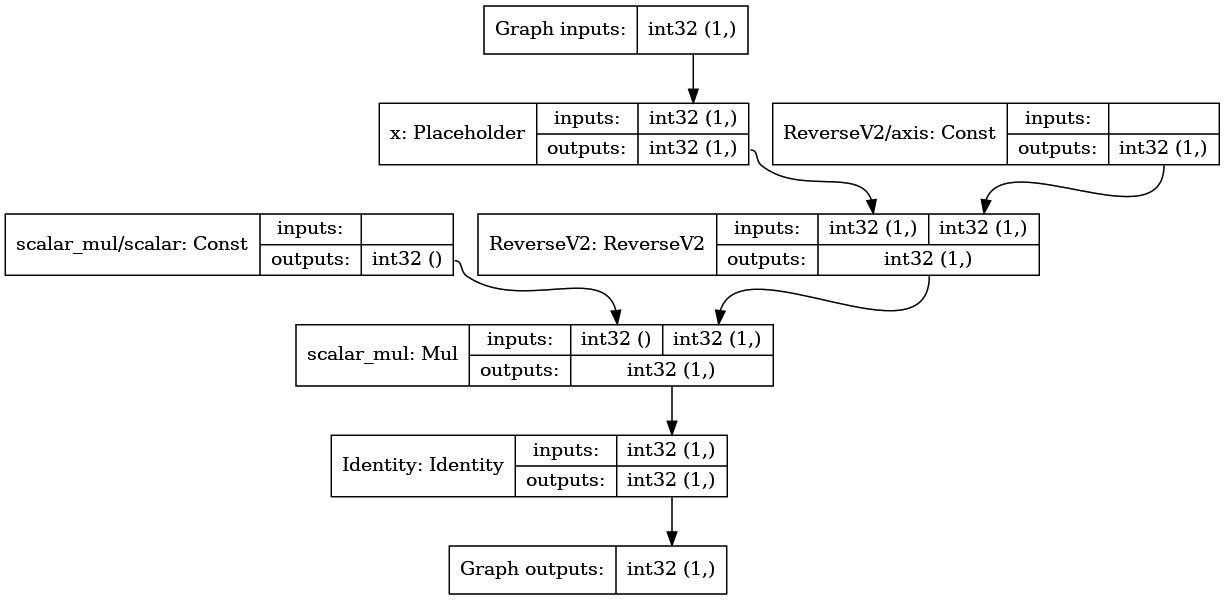 Graph inputs: int32 (1,)
x: Placeholder inputs: int32 (1,)
outputs: int32 (1,)
ReverseV2/axis: Const inputs:
outputs: int32 (1,)
scalar_mul/scalar: Const inputs:
outputs: int32 ()
ReverseV2: ReverseV2 inputs: int32 (1,) int32 (1,)
outputs: int32 (1,)
scalar_mul: Mul inputs: int32 () int32 (1,)
outputs: int32 (1,)
Identity: Identity inputs: int32 (1,)
outputs: int32 (1,)
Graph outputs: int32 (1,)